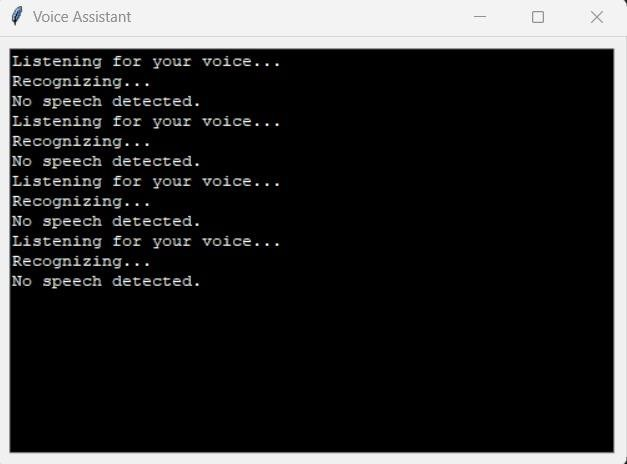 Voice Assistant
Listening for your voice...
Recognizing...
No speech detected.
Listening for your voice...
Recognizing...
No speech detected.
Listening for your voice...
Recognizing...
No speech detected.
Listening for your voice...
Recognizing...
No speech detected.